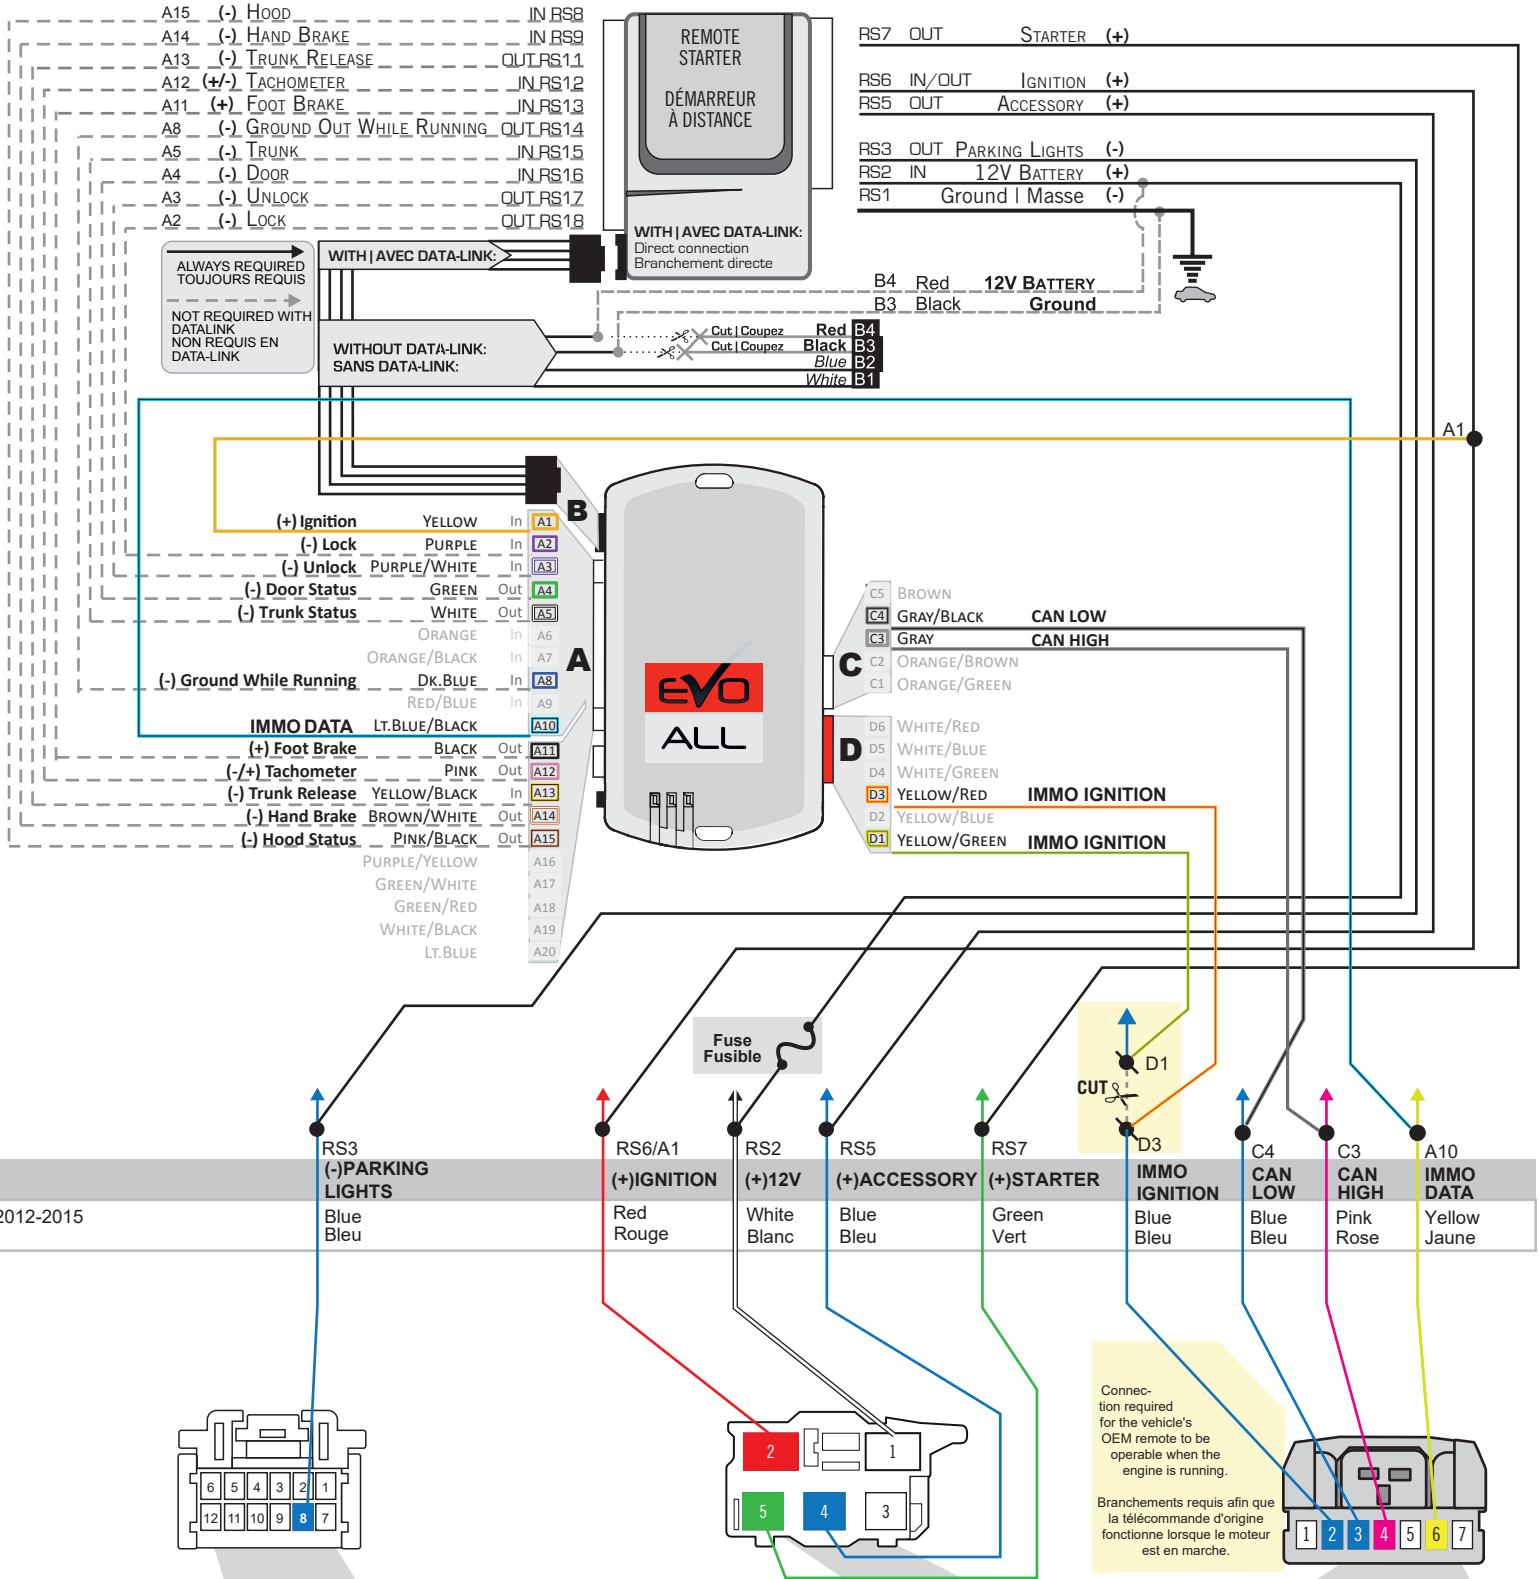 A15 (-) HOOD IN RS8
A14 (-) HAND BRAKE IN RS9
A13 (-) TRUNK RELEASE OUT RS11
A12 (+/-) TACHOMETER IN RS12
A11 (+) FOOT BRAKE IN RS13
A8 (-) GROUND OUT WHILE RUNNING OUT RS14
A5 (-) TRUNK IN RS15
A4 (-) DOOR IN RS16
A3 (-) UNLOCK OUT RS17
A2 (-) LOCK OUT RS18
REMOTE
STARTER
DÉMARREUR
À DISTANCE
WITH | AVEC DATA-LINK:
Direct connection
Branchement directe
RS7 OUT STARTER (+)
RS6 IN/OUT IGNITION (+)
RS5 OUT ACCESSORY (+)
RS3 OUT PARKING LIGHTS (-)
RS2 IN 12V BATTERY (+)
RS1 Ground | Masse (-)
ALWAYS REQUIRED
TOUJOURS REQUIS
NOT REQUIRED WITH
DATALINK
NON REQUIS EN
DATA-LINK
WITH | AVEC DATA-LINK:
WITHOUT DATA-LINK:
SANS DATA-LINK:
B4 Red 12V BATTERY
B3 Black Ground
Cut | Coupez Red B4
Cut | Coupez Black B3
Blue B2
White B1
A1
B
(+) Ignition YELLOW In A1
(-) Lock PURPLE In A2
(-) Unlock PURPLE/WHITE In A3
(-) Door Status GREEN Out A4
(-) Trunk Status WHITE Out A5
ORANGE In A6
ORANGE/BLACK In A7
(-) Ground While Running DK.BLUE In A8
RED/BLUE In A9
IMMO DATA LT.BLUE/BLACK A10
(+) Foot Brake BLACK Out A11
(-/+) Tachometer PINK Out A12
(-) Trunk Release YELLOW/BLACK In A13
(-) Hand Brake BROWN/WHITE Out A14
(-) Hood Status PINK/BLACK Out A15
PURPLE/YELLOW A16
GREEN/WHITE A17
GREEN/RED A18
WHITE/BLACK A19
LT.BLUE A20
A
EVO
ALL
C
C5 BROWN
C4 GRAY/BLACK CAN LOW
C3 GRAY CAN HIGH
C2 ORANGE/BROWN
C1 ORANGE/GREEN
D
D6 WHITE/RED
D5 WHITE/BLUE
D4 WHITE/GREEN
D3 YELLOW/RED IMMO IGNITION
D2 YELLOW/BLUE
D1 YELLOW/GREEN IMMO IGNITION
Fuse
Fusible
D1
CUT
D3
RS3 RS6/A1 RS2 RS5 RS7 C4 C3 A10
(-)PARKING
LIGHTS
(+)IGNITION
(+)12V
(+)ACCESSORY
(+)STARTER
IMMO
IGNITION
CAN
LOW
CAN
HIGH
IMMO
DATA
2012-2015
Blue Red White Blue Green Blue Blue Pink Yellow
Bleu Rouge Blanc Bleu Vert Bleu Bleu Rose Jaune
Connec-
tion required
for the vehicle's
OEM remote to be
operable when the
engine is running.
Branchements requis afin que
la télécommande d'origine
fonctionne lorsque le moteur
est en marche.
6 5 4 3 2 1
12 11 10 9 8 7
2 1
5 4 3
1 2 3 4 5 6 7